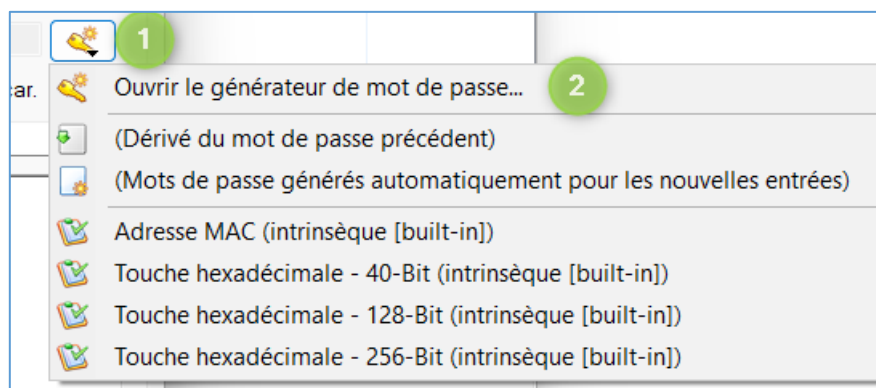 1
ar.
Ouvrir le générateur de mot de passe... 2
(Dérivé du mot de passe précédent)
(Mots de passe générés automatiquement pour les nouvelles entrées)
Adresse MAC (intrinsèque [built-in])
Touche hexadécimale - 40-Bit (intrinsèque [built-in])
Touche hexadécimale - 128-Bit (intrinsèque [built-in])
Touche hexadécimale - 256-Bit (intrinsèque [built-in])